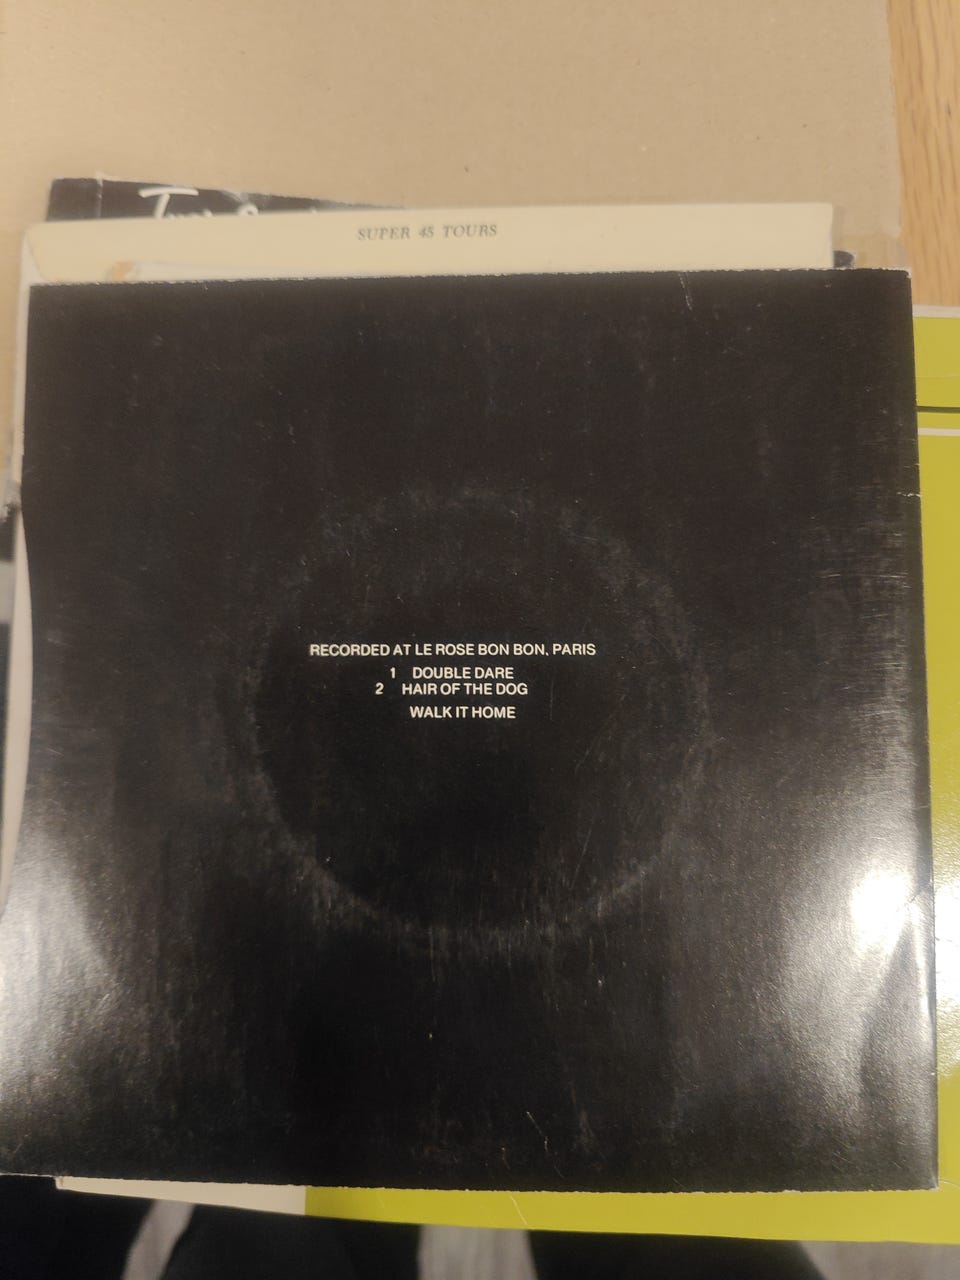 SUPER 45 TOURS
RECORDED AT LE ROSE BON BON, PARIS
1 DOUBLE DARE
2 HAIR OF THE DOG
WALK IT HOME